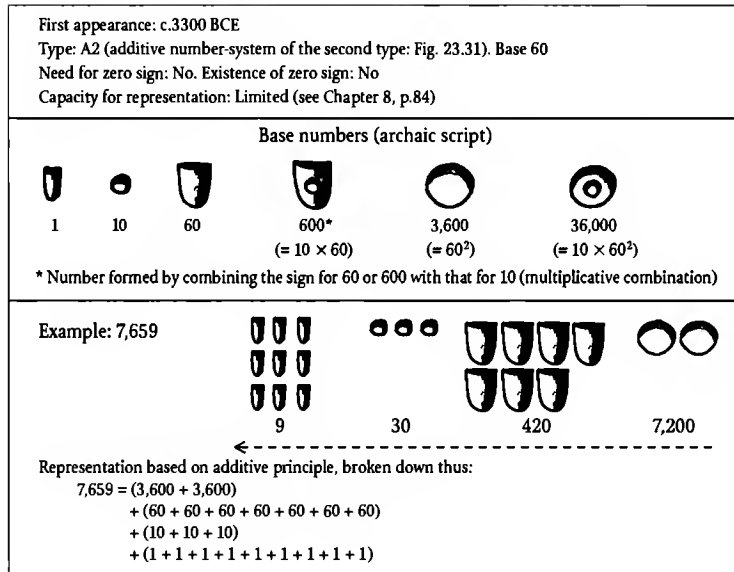 First appearance: c.3300 BCE
Type: A2 (additive number-system of the second type: Fig. 23.31). Base 60
Need for zero sign: No. Existence of zero sign: No
Capacity for representation: Limited (see Chapter 8, p.84)
Base numbers (archaic script)
1 10 60 600* 3,600 36,000
(= 10 × 60) (= 60²) (= 10 × 60²)
* Number formed by combining the sign for 60 or 600 with that for 10 (multiplicative combination)
Example: 7,659
9 30 420 7,200
Representation based on additive principle, broken down thus:
7,659 = (3,600 + 3,600)
+ (60 + 60 + 60 + 60 + 60 + 60 + 60)
+ (10 + 10 + 10)
+ (1 + 1 + 1 + 1 + 1 + 1 + 1 + 1 + 1)